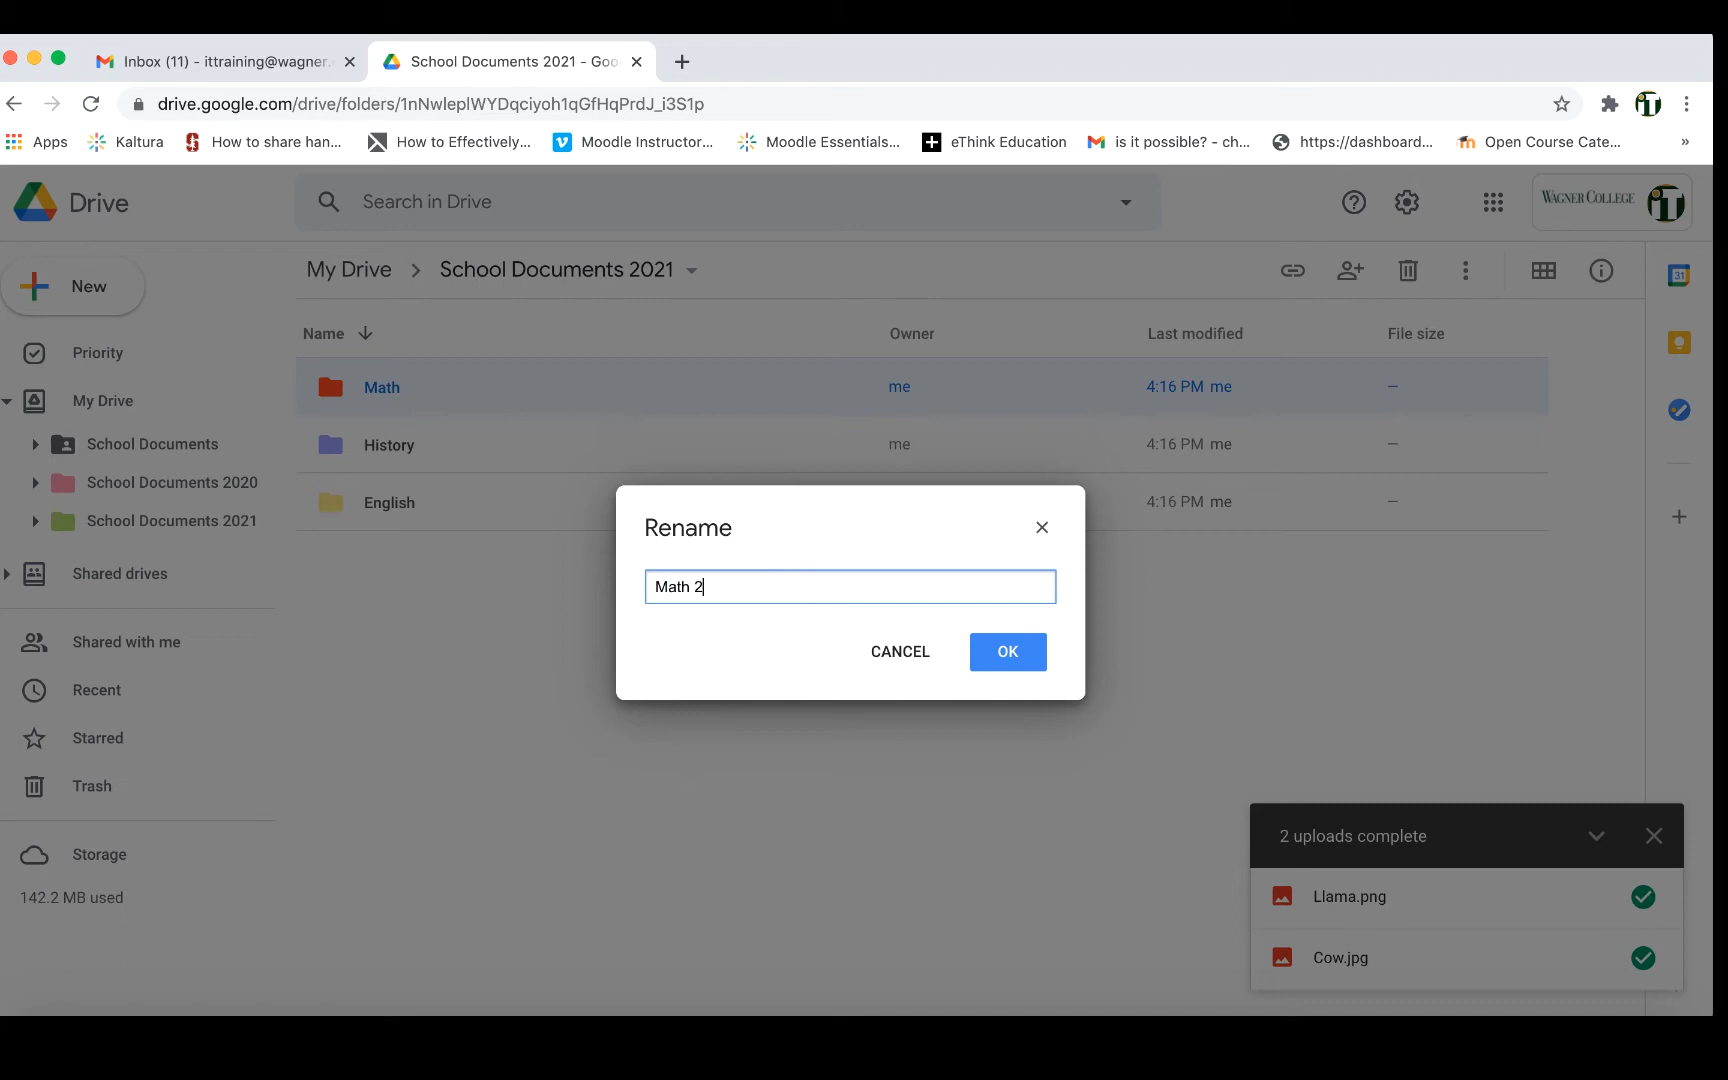 Inbox (11) - ittraining@wagner.
School Documents 2021 - Goo
drive.google.com/drive/folders/1nNwleplWYDqciyoh1qGfHqPrdJ_i3S1p
Apps
Kaltura
How to share han...
How to Effectively...
Moodle Instructor...
Moodle Essentials...
eThink Education
is it possible? - ch...
https://dashboard...
Open Course Cate...
»
Drive
Search in Drive
WAGNER COLLEGE
iT
New
My Drive
School Documents 2021
Name
Owner
Last modified
File size
31
Priority
My Drive
School Documents
School Documents 2020
School Documents 2021
Shared drives
Shared with me
Recent
Starred
Trash
Storage
142.2 MB used
Math
me
4:16 PM me
—
History
me
4:16 PM me
—
English
4:16 PM me
—
Rename
Math 2
CANCEL
OK
2 uploads complete
Llama.png
Cow.jpg